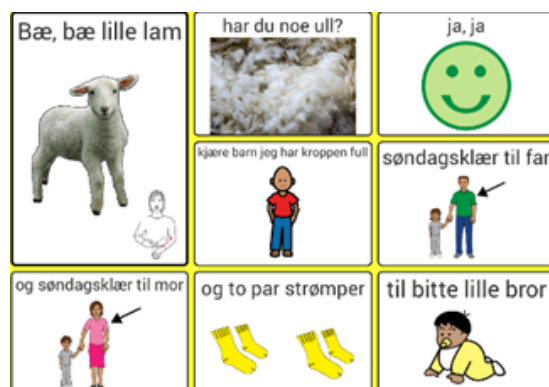 Bæ, bæ lille lam
har du noe ull?
ja, ja
kjære barn jeg har kroppen full
søndagsklær til far
og søndagsklær til mor
og to par strømper
til bitte lille bror